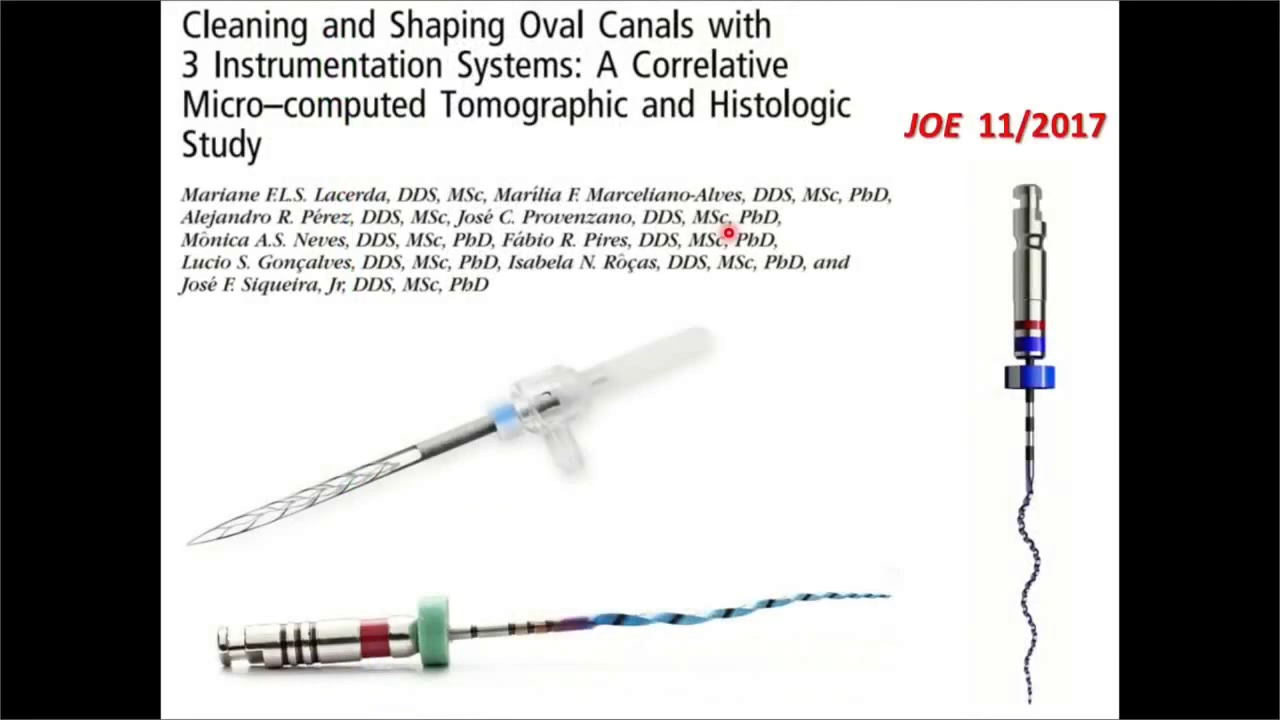 Cleaning and Shaping Oval Canals with
3 Instrumentation Systems: A Correlative
Micro–computed Tomographic and Histologic
Study
JOE 11/2017
Mariane F.L.S. Lacerda, DDS, MSc, Marília F. Marceliano-Alves, DDS, MSc, PhD,
Alejandro R. Pérez, DDS, MSc, José C. Provenzano, DDS, MSc, PhD,
Mônica A.S. Neves, DDS, MSc, PhD, Fábio R. Pires, DDS, MSc, PhD,
Lucio S. Gonçalves, DDS, MSc, PhD, Isabela N. Rôças, DDS, MSc, PhD, and
José F. Siqueira, Jr, DDS, MSc, PhD